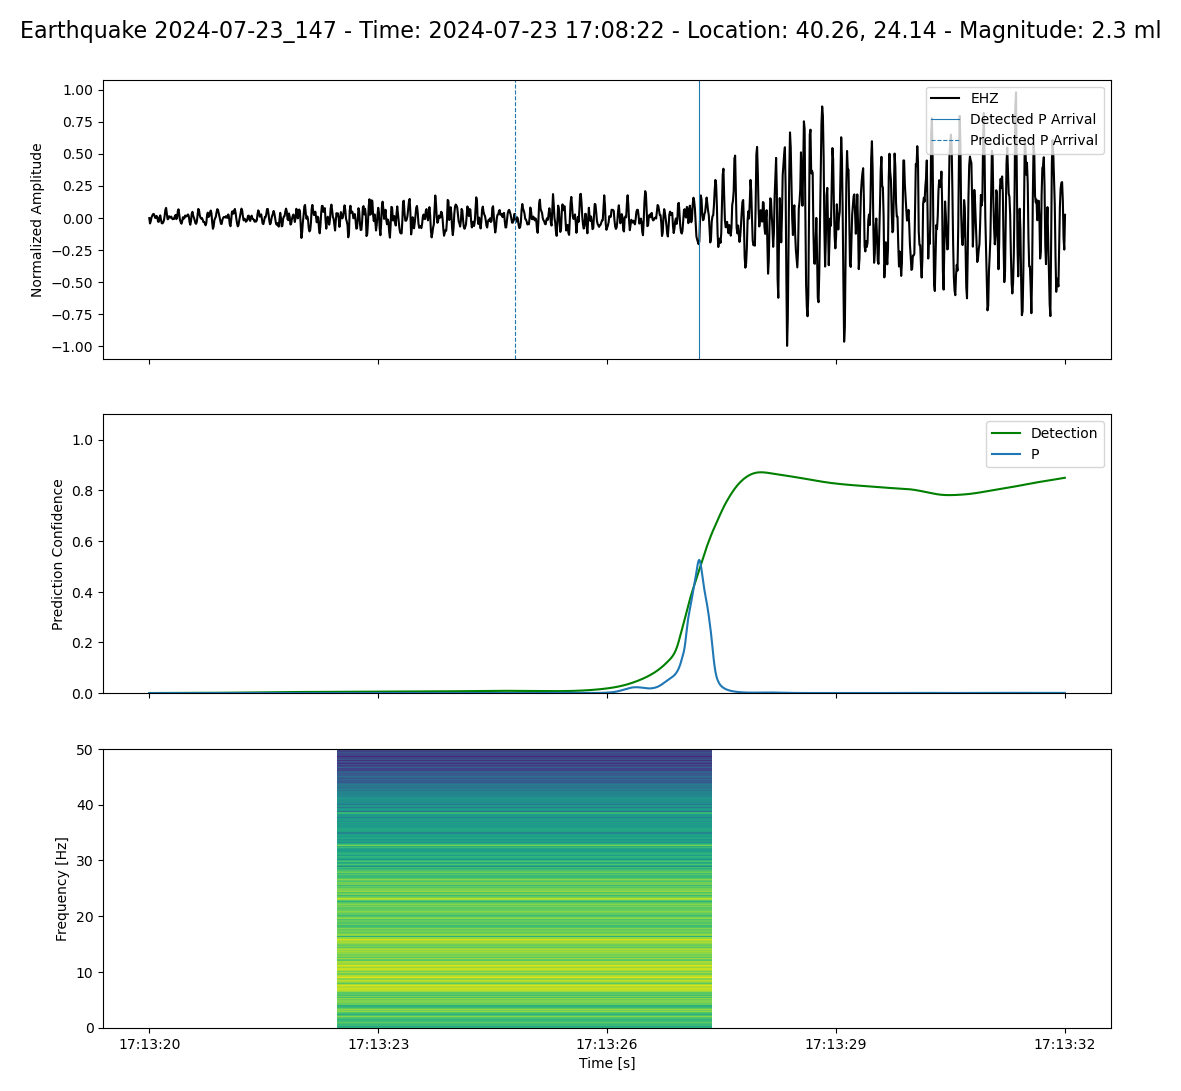 Earthquake 2024-07-23_147 - Time: 2024-07-23 17:08:22 - Location: 40.26, 24.14 - Magnitude: 2.3 ml
1.00
0.75
0.50
0.25
0.00
−0.25
−0.50
−0.75
−1.00
Normalized Amplitude
EHZ
Detected P Arrival
Predicted P Arrival
1.0
0.8
0.6
0.4
0.2
0.0
Prediction Confidence
Detection
P
50
40
30
20
10
0
Frequency [Hz]
17:13:20
17:13:23
17:13:26
17:13:29
17:13:32
Time [s]